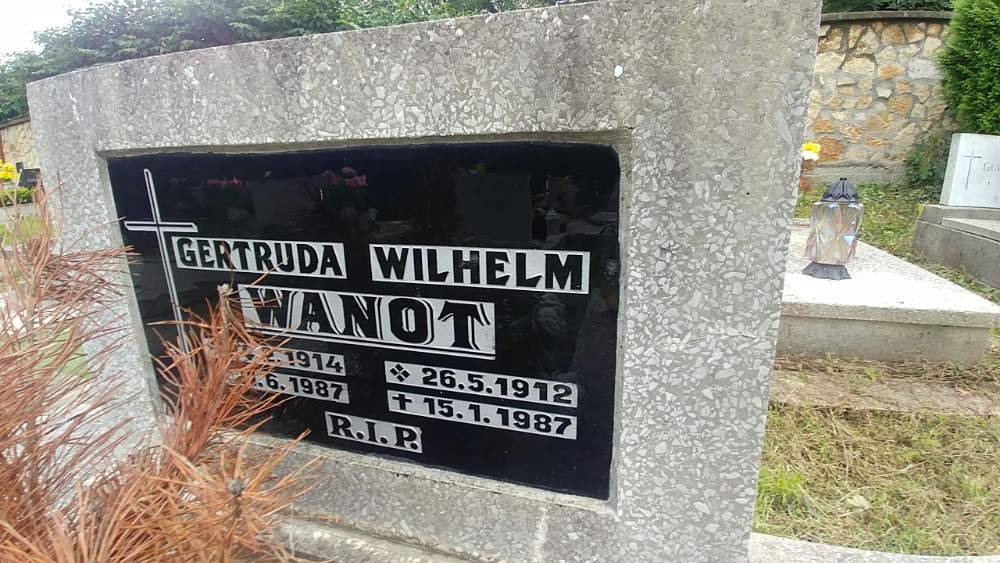 GERTRUDA WILHELM
WANOT
1914 26.5.1912
6.1987 15.1.1987
R.I.P.